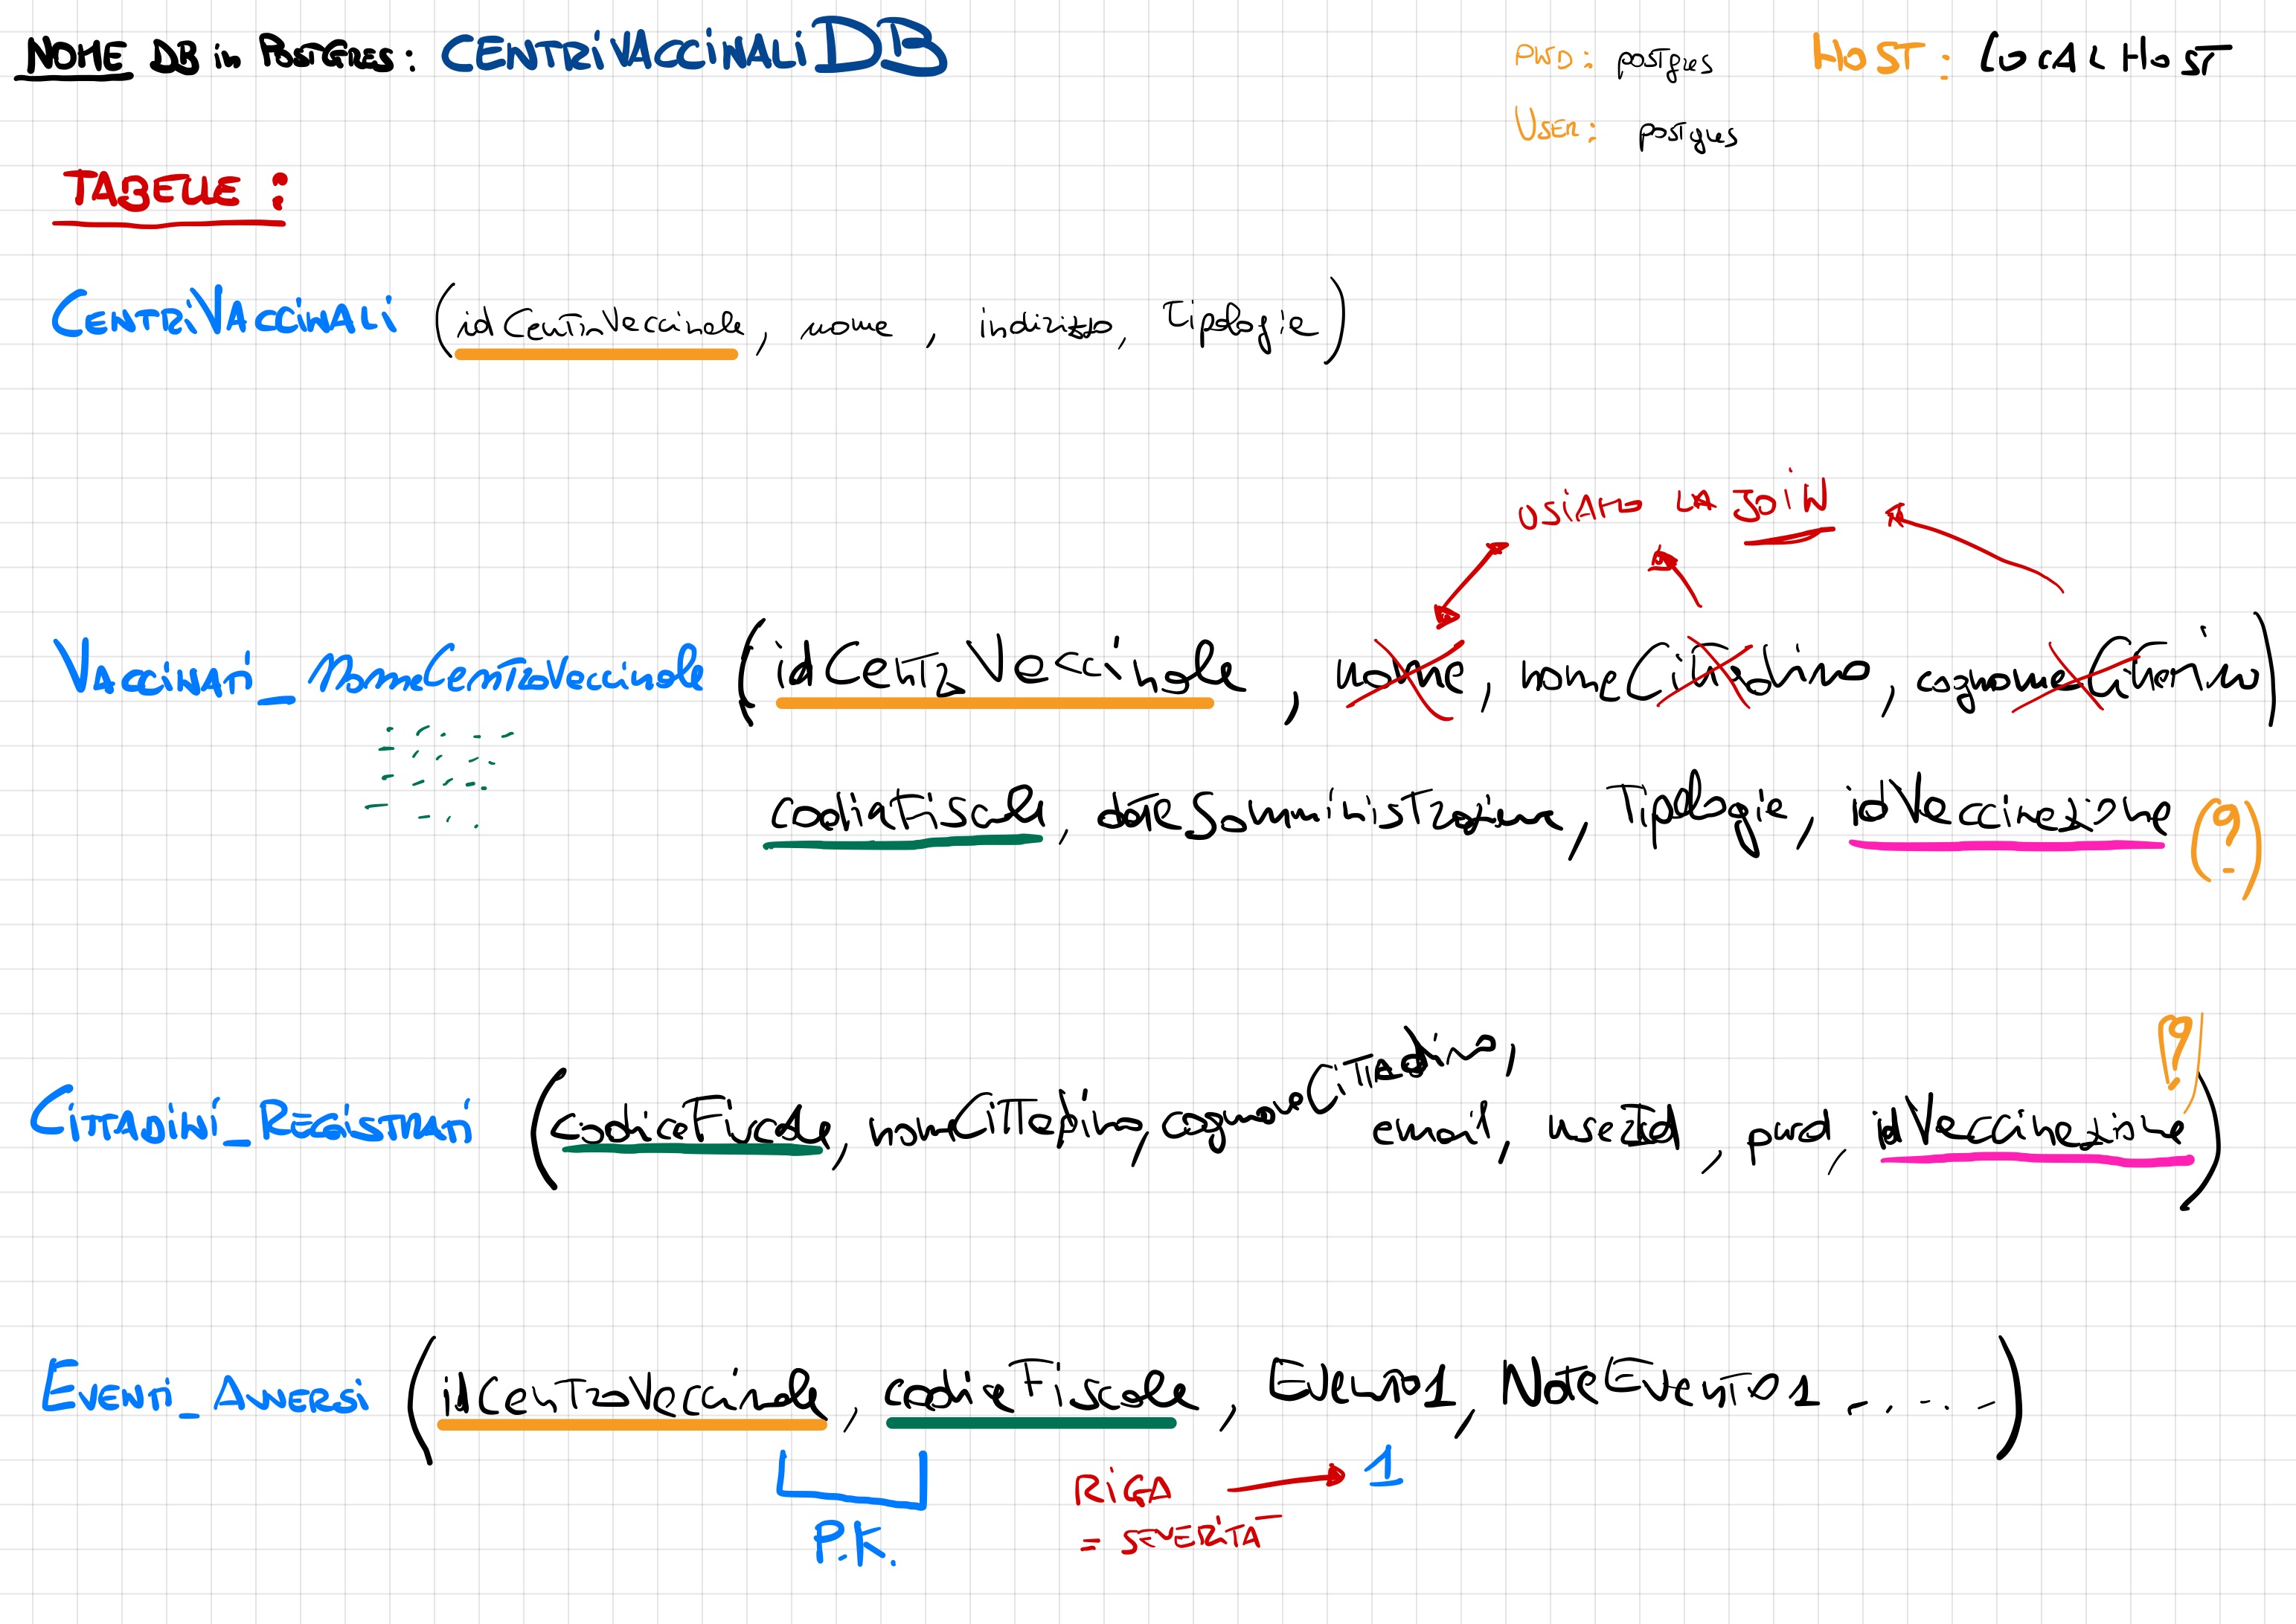 NOME DB in POSTGRES: CENTRIVACCINALI DB
PWD: postgres
HOST: LOCALHOST
USER: postgres
TABELLE:
CENTRIVACCINALI (idCentroVaccinale, nome, indirizzo, tipologia)
USIAMO LA JOIN
VACCINATI_NomeCentroVaccinale (idCentroVaccinale, nome, nomeCittadino, cognomeCittadino)
codiceFiscale, dataSomministrazione, Tipologia, idVaccinazione (?)
CITTADINI_REGISTRATI (codiceFiscale, nomeCittadino, cognomeCittadino, email, userId, pwd, idVaccinazione) ?
EVENTI_AVVERSI (idCentroVaccinale, codiceFiscale, Evento1, NoteEvento1 .....)
P.K.
RIGA → 1
= SEVERITÀ